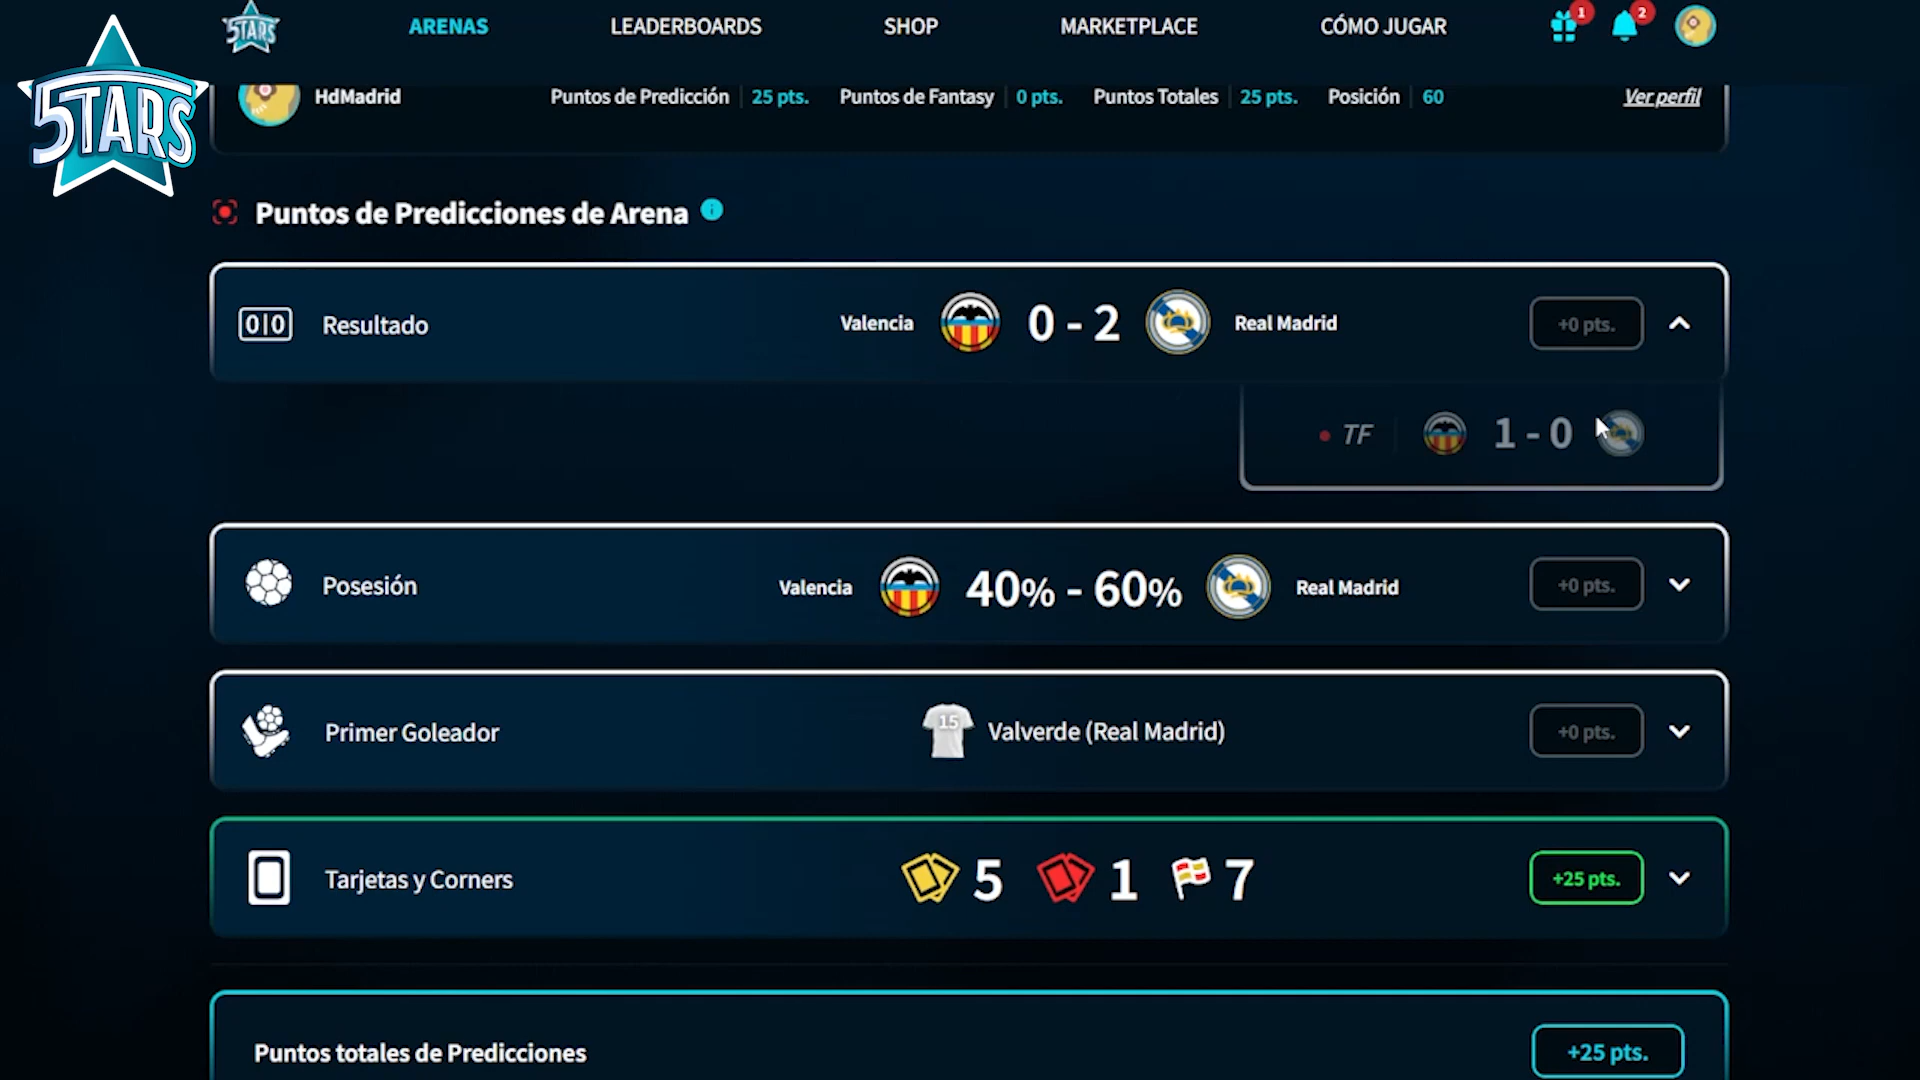 5TARS
ARENAS LEADERBOARDS SHOP MARKETPLACE CÓMO JUGAR 1 2
5TARS
HdMadrid Puntos de Predicción 25 pts. Puntos de Fantasy 0 pts. Puntos Totales 25 pts. Posición 60 Ver perfil
Puntos de Predicciones de Arena i
0|0 Resultado Valencia 0 - 2 Real Madrid +0 pts.
TF 1 - 0
Posesión Valencia 40% - 60% Real Madrid +0 pts.
Primer Goleador 15 Valverde (Real Madrid) +0 pts.
Tarjetas y Corners 5 1 7 +25 pts.
Puntos totales de Predicciones +25 pts.